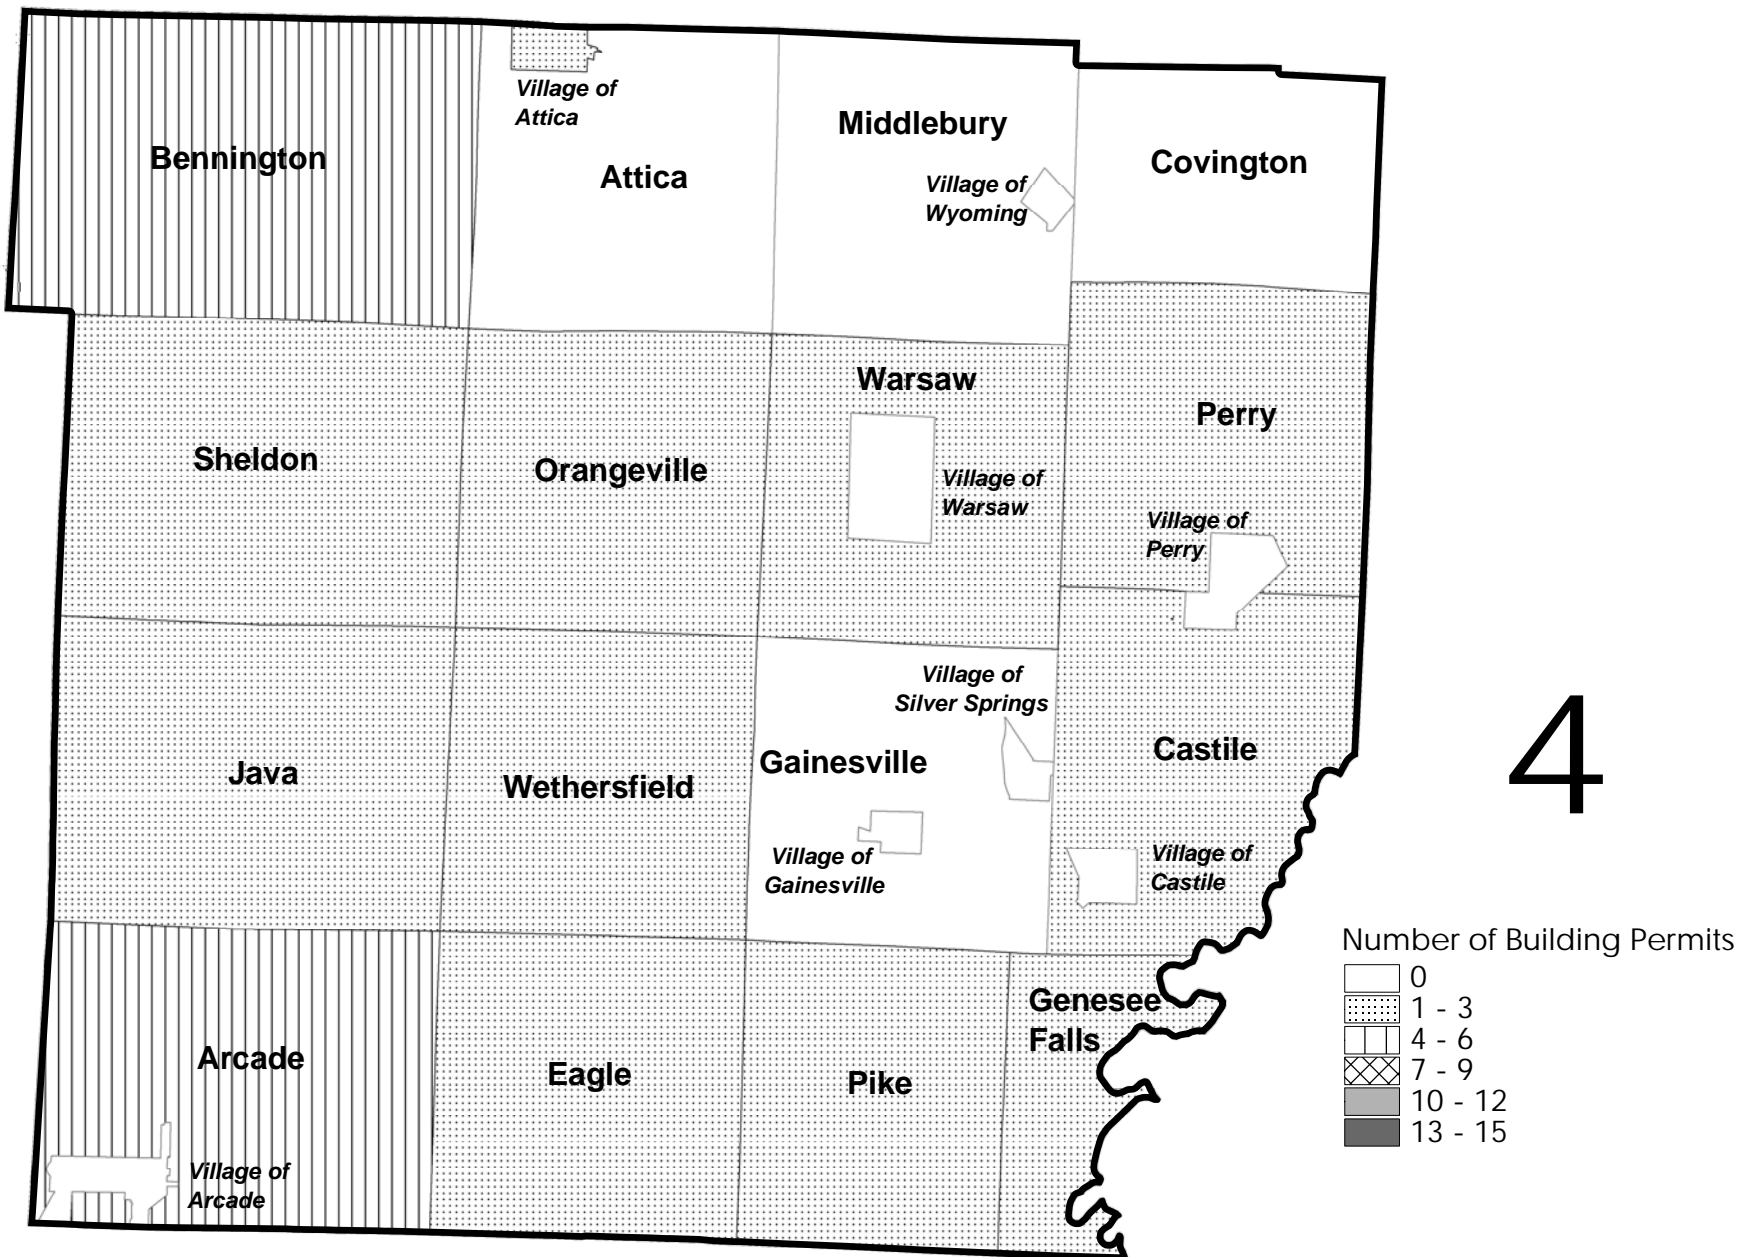 Village of
Attica
Middlebury
Bennington
Attica
Covington
Village of
Wyoming
Warsaw
Perry
Sheldon
Orangeville
Village of
Warsaw
Village of
Perry
Village of
Silver Springs
Java
Wethersfield
Gainesville
Castile
4
Village of
Gainesville
Village of
Castile
Number of Building Permits
0
1 - 3
4 - 6
7 - 9
10 - 12
13 - 15
Genesee
Falls
Arcade
Eagle
Pike
Village of
Arcade